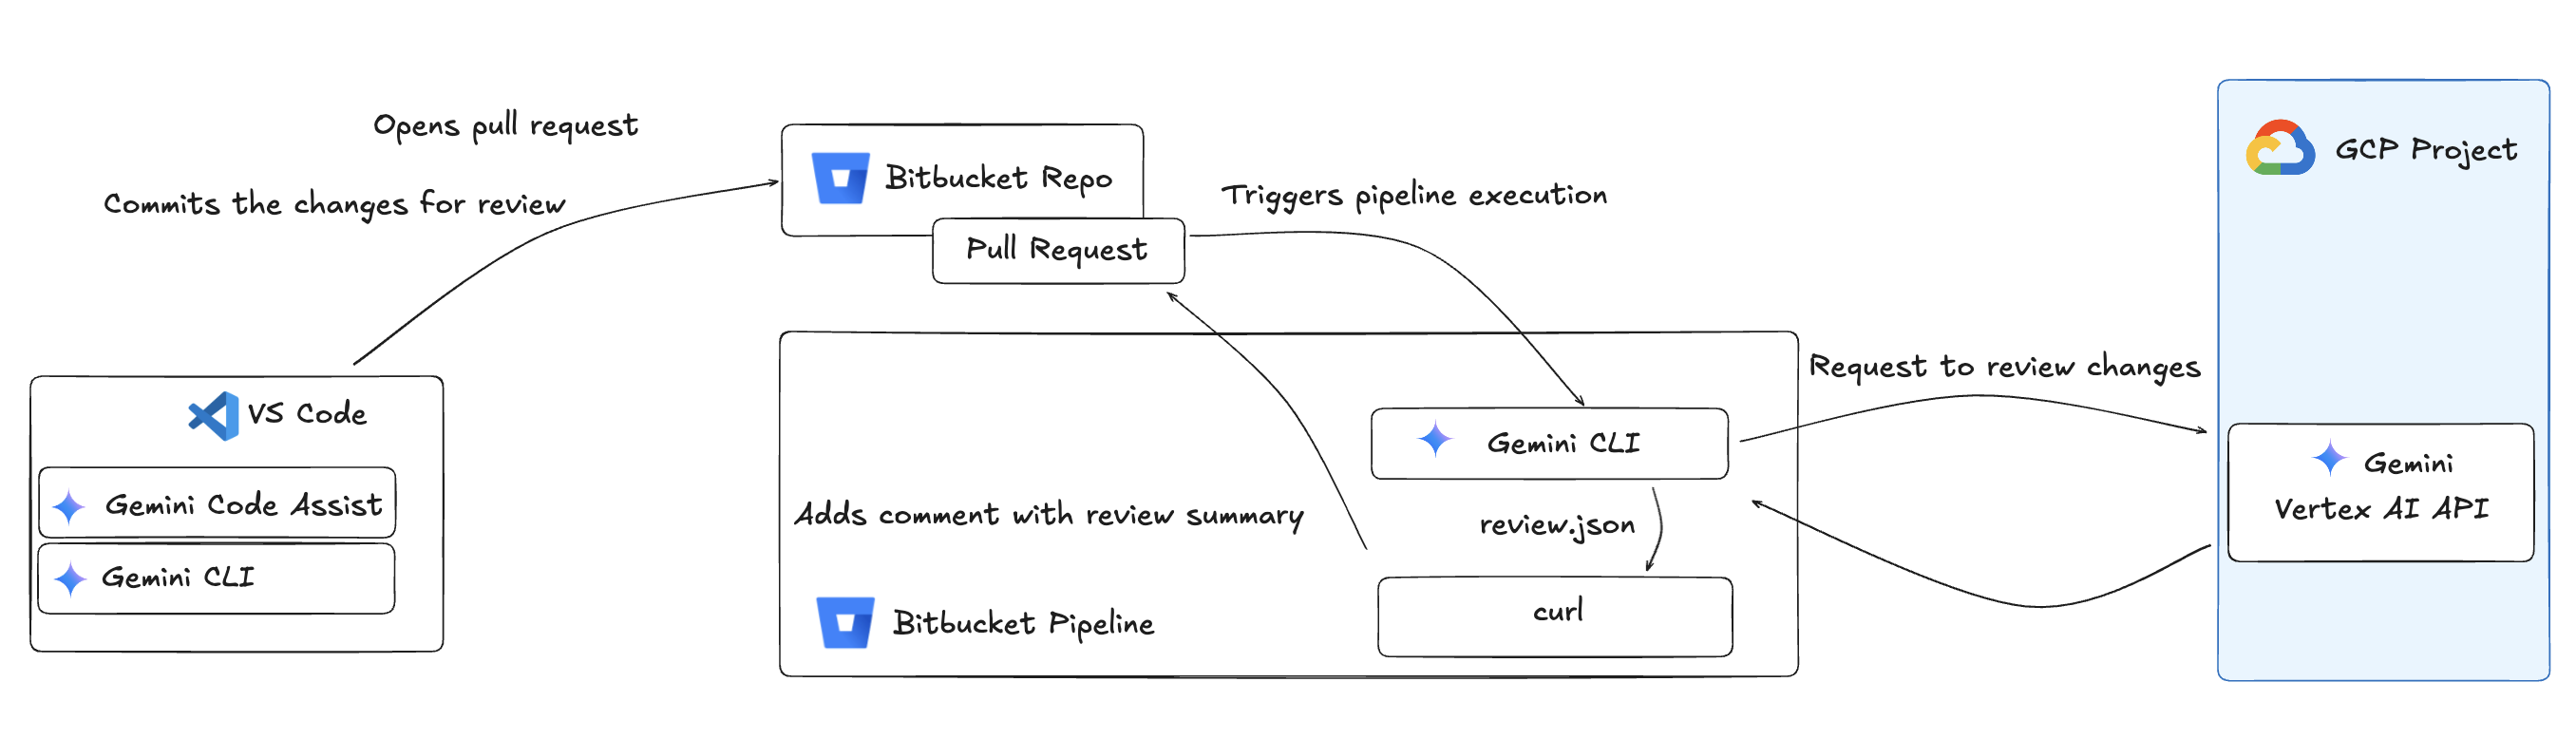 Opens pull request
Commits the changes for review
VS Code
Gemini Code Assist
Gemini CLI
Bitbucket Repo
Pull Request
Triggers pipeline execution
Gemini CLI
review.json
curl
Adds comment with review summary
Bitbucket Pipeline
Request to review changes
GCP Project
Gemini
Vertex AI API